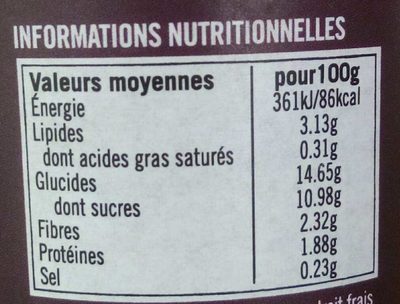 INFORMATIONS NUTRITIONNELLES
Valeurs moyennes pour100g
Énergie 361kJ/86kcal
Lipides 3.13g
dont acides gras saturés 0.31g
Glucides 14.65g
dont sucres 10.98g
Fibres 2.32g
Protéines 1.88g
Sel 0.23g
frais